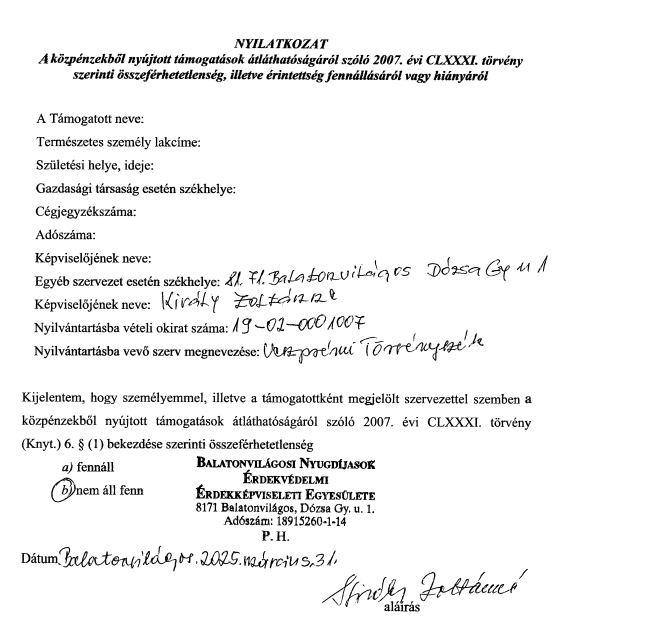 NYILATKOZAT
A közpénzekből nyújtott támogatások átláthatóságáról szóló 2007. évi CLXXXI. törvény
szerinti összeférhetetlenség, illetve érintettség fennállásáról vagy hiányáról
A Támogatott neve:
Természetes személy lakcíme:
Születési helye, ideje:
Gazdasági társaság esetén székhelye:
Cégjegyzékszáma:
Adószáma:
Képviselőjének neve:
Egyéb szervezet esetén székhelye: 8171. Balatonvilágos Dózsa Gy u 1
Képviselőjének neve: Király Zoltánné
Nyilvántartásba vételi okirat száma: 19-02-0001007
Nyilvántartásba vevő szerv megnevezése: Veszprémi Törvényszék
Kijelentem, hogy személyemmel, illetve a támogatottként megjelölt szervezettel szemben a
közpénzekből nyújtott támogatások átláthatóságáról szóló 2007. évi CLXXXI. törvény
(Knyt.) 6. § (1) bekezdése szerinti összeférhetetlenség
a) fennáll
b) nem áll fenn
BALATONVILÁGOSI NYUGDÍJASOK
ÉRDEKVÉDELMI
ÉRDEKKÉPVISELETI EGYESÜLETE
8171 Balatonvilágos, Dózsa Gy. u. 1.
Adószám: 18915260-1-14
P. H.
Dátum Balatonvilágos. 2025. március. 31.
Király Zoltánné
aláírás